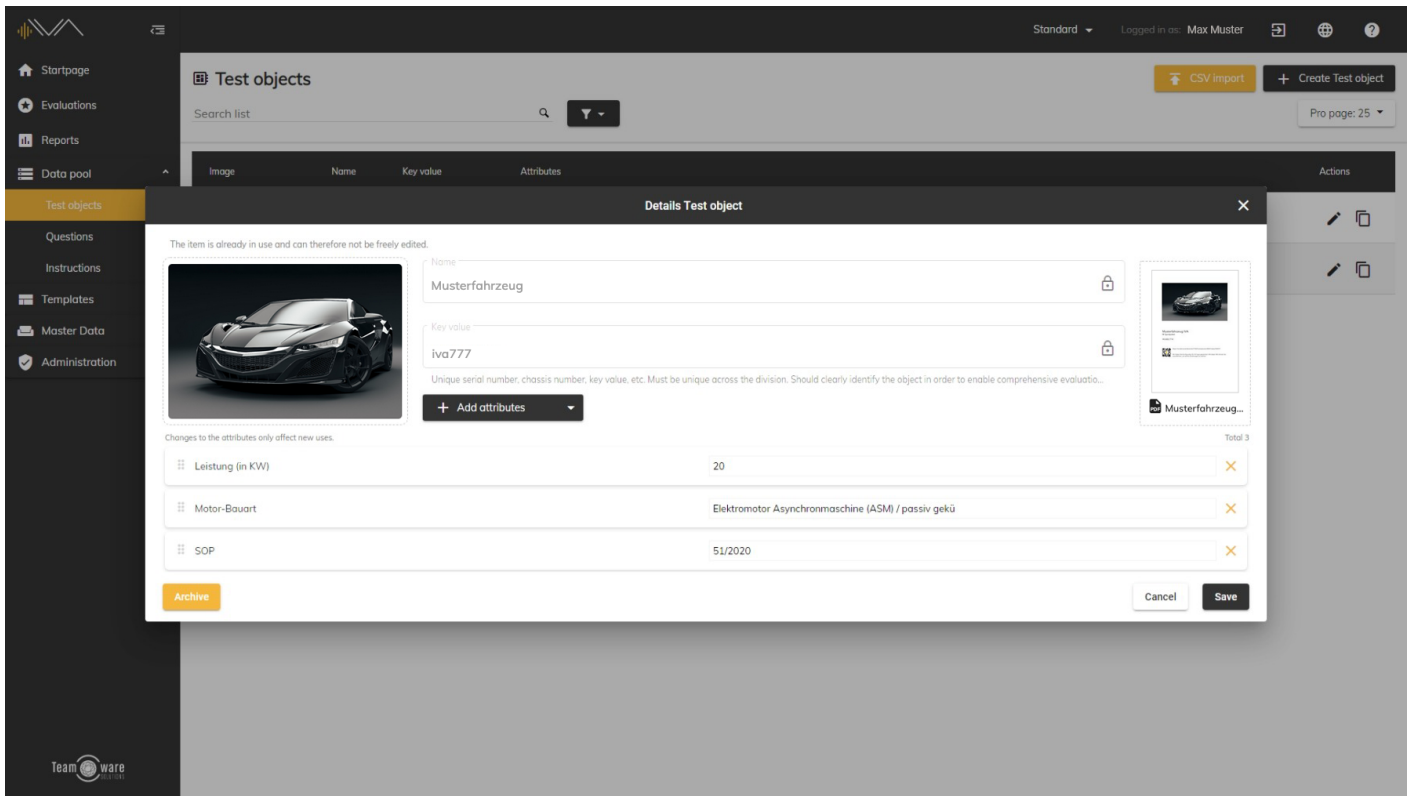 Standard
Logged in as: Max Muster
Startpage
Evaluations
Reports
Data pool
Test objects
Questions
Instructions
Templates
Master Data
Administration
Team ware
SOLUTIONS
Test objects
CSV import
Create Test object
Search list
Pro page: 25
Image Name Key value Attributes Actions
Details Test object
The item is already in use and can therefore not be freely edited.
Name
Musterfahrzeug
Key value
iva777
Unique serial number, chassis number, key value, etc. Must be unique across the division. Should clearly identify the object in order to enable comprehensive evaluatio...
Add attributes
PDF
Musterfahrzeug...
Changes to the attributes only affect new uses.
Total 3
Leistung (in KW) 20
Motor-Bauart Elektromotor Asynchronmaschine (ASM) / passiv gekü
SOP 51/2020
Archive
Cancel
Save